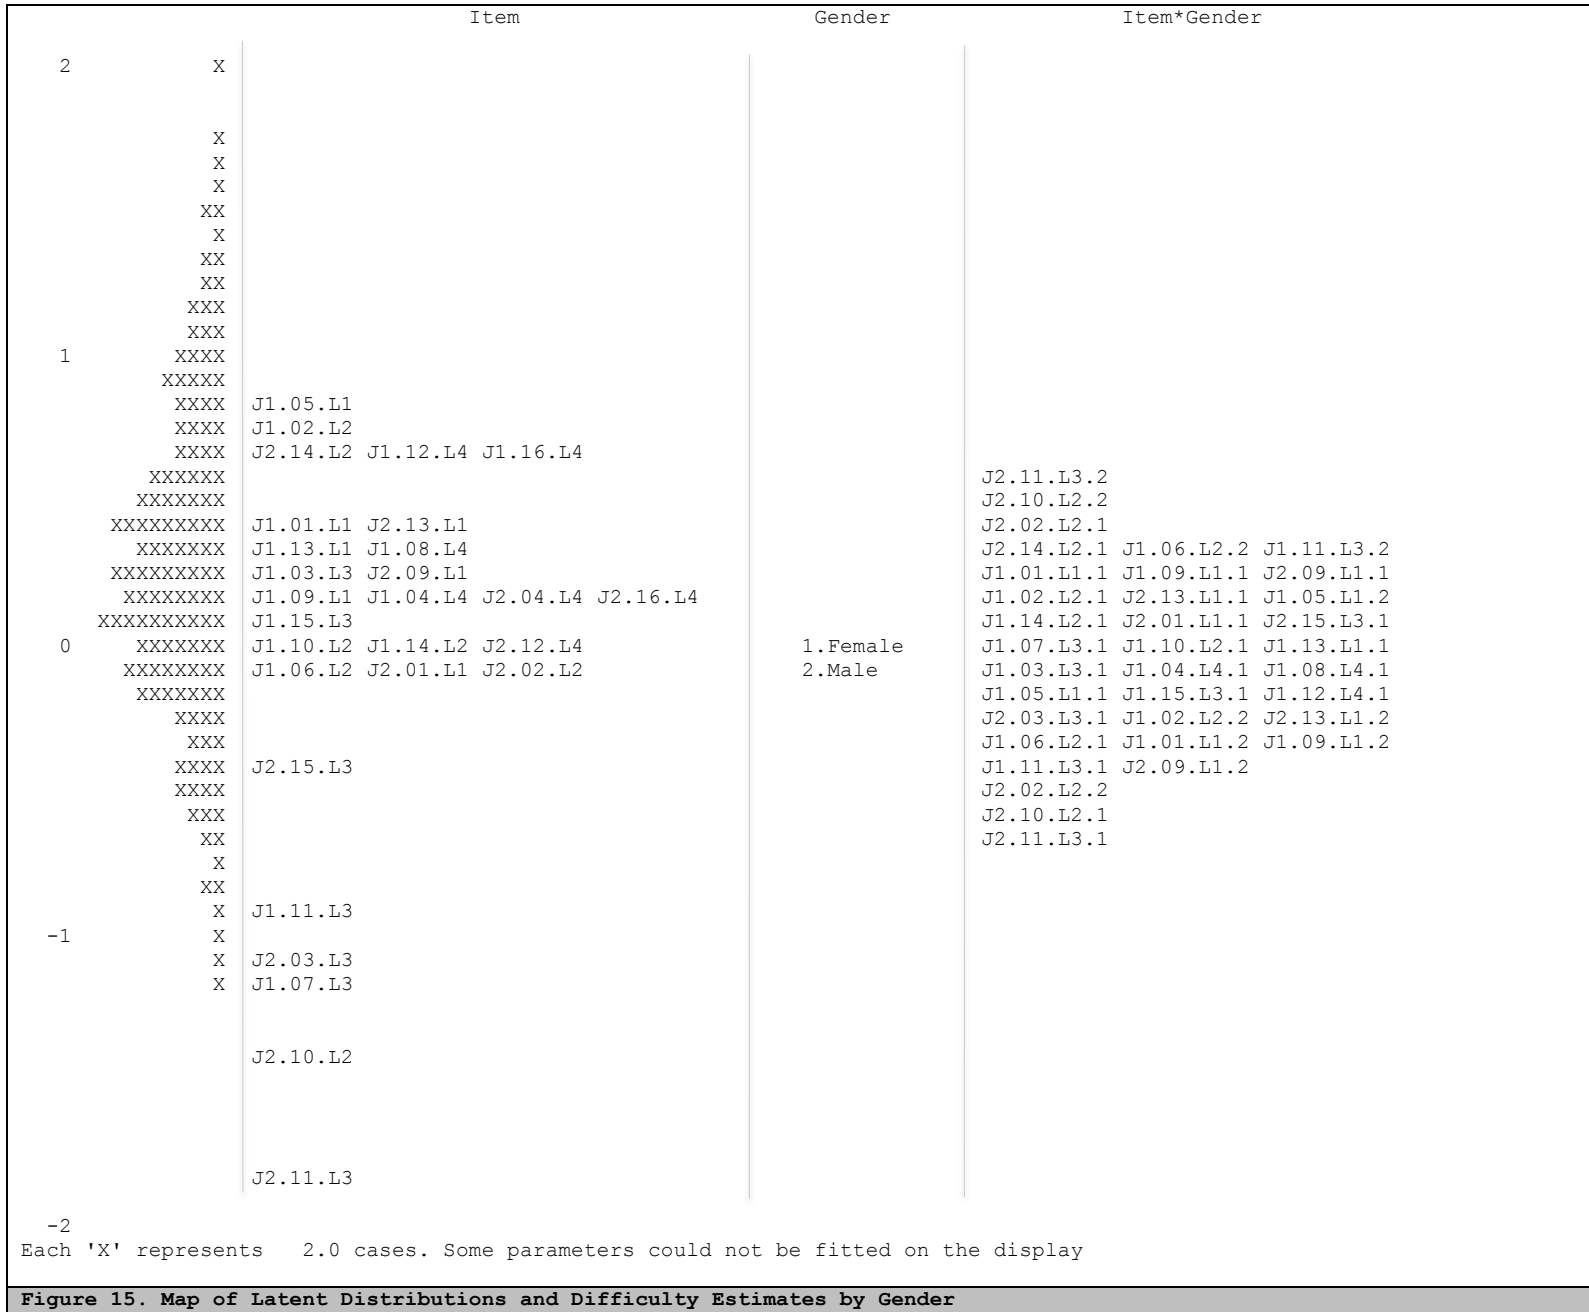 Item Gender Item*Gender
2 X
X
X
X
XX
X
XX
XX
XXX
XXX
1 XXXX
XXXXX
XXXX J1.05.L1
XXXX J1.02.L2
XXXX J2.14.L2 J1.12.L4 J1.16.L4
XXXXXX J2.11.L3.2
XXXXXXX J2.10.L2.2
XXXXXXXXX J1.01.L1 J2.13.L1 J2.02.L2.1
XXXXXXX J1.13.L1 J1.08.L4 J2.14.L2.1 J1.06.L2.2 J1.11.L3.2
XXXXXXXXX J1.03.L3 J2.09.L1 J1.01.L1.1 J1.09.L1.1 J2.09.L1.1
XXXXXXXX J1.09.L1 J1.04.L4 J2.04.L4 J2.16.L4 J1.02.L2.1 J2.13.L1.1 J1.05.L1.2
XXXXXXXXXX J1.15.L3 J1.14.L2.1 J2.01.L1.1 J2.15.L3.1
0 XXXXXXX J1.10.L2 J1.14.L2 J2.12.L4 1.Female J1.07.L3.1 J1.10.L2.1 J1.13.L1.1
XXXXXXXX J1.06.L2 J2.01.L1 J2.02.L2 2.Male J1.03.L3.1 J1.04.L4.1 J1.08.L4.1
XXXXXXX J1.05.L1.1 J1.15.L3.1 J1.12.L4.1
XXXX J2.03.L3.1 J1.02.L2.2 J2.13.L1.2
XXX J1.06.L2.1 J1.01.L1.2 J1.09.L1.2
XXXX J2.15.L3 J1.11.L3.1 J2.09.L1.2
XXXX J2.02.L2.2
XXX J2.10.L2.1
XX J2.11.L3.1
X
XX
X J1.11.L3
-1 X
X J2.03.L3
X J1.07.L3
J2.10.L2
J2.11.L3
-2
Each 'X' represents 2.0 cases. Some parameters could not be fitted on the display
Figure 15. Map of Latent Distributions and Difficulty Estimates by Gender